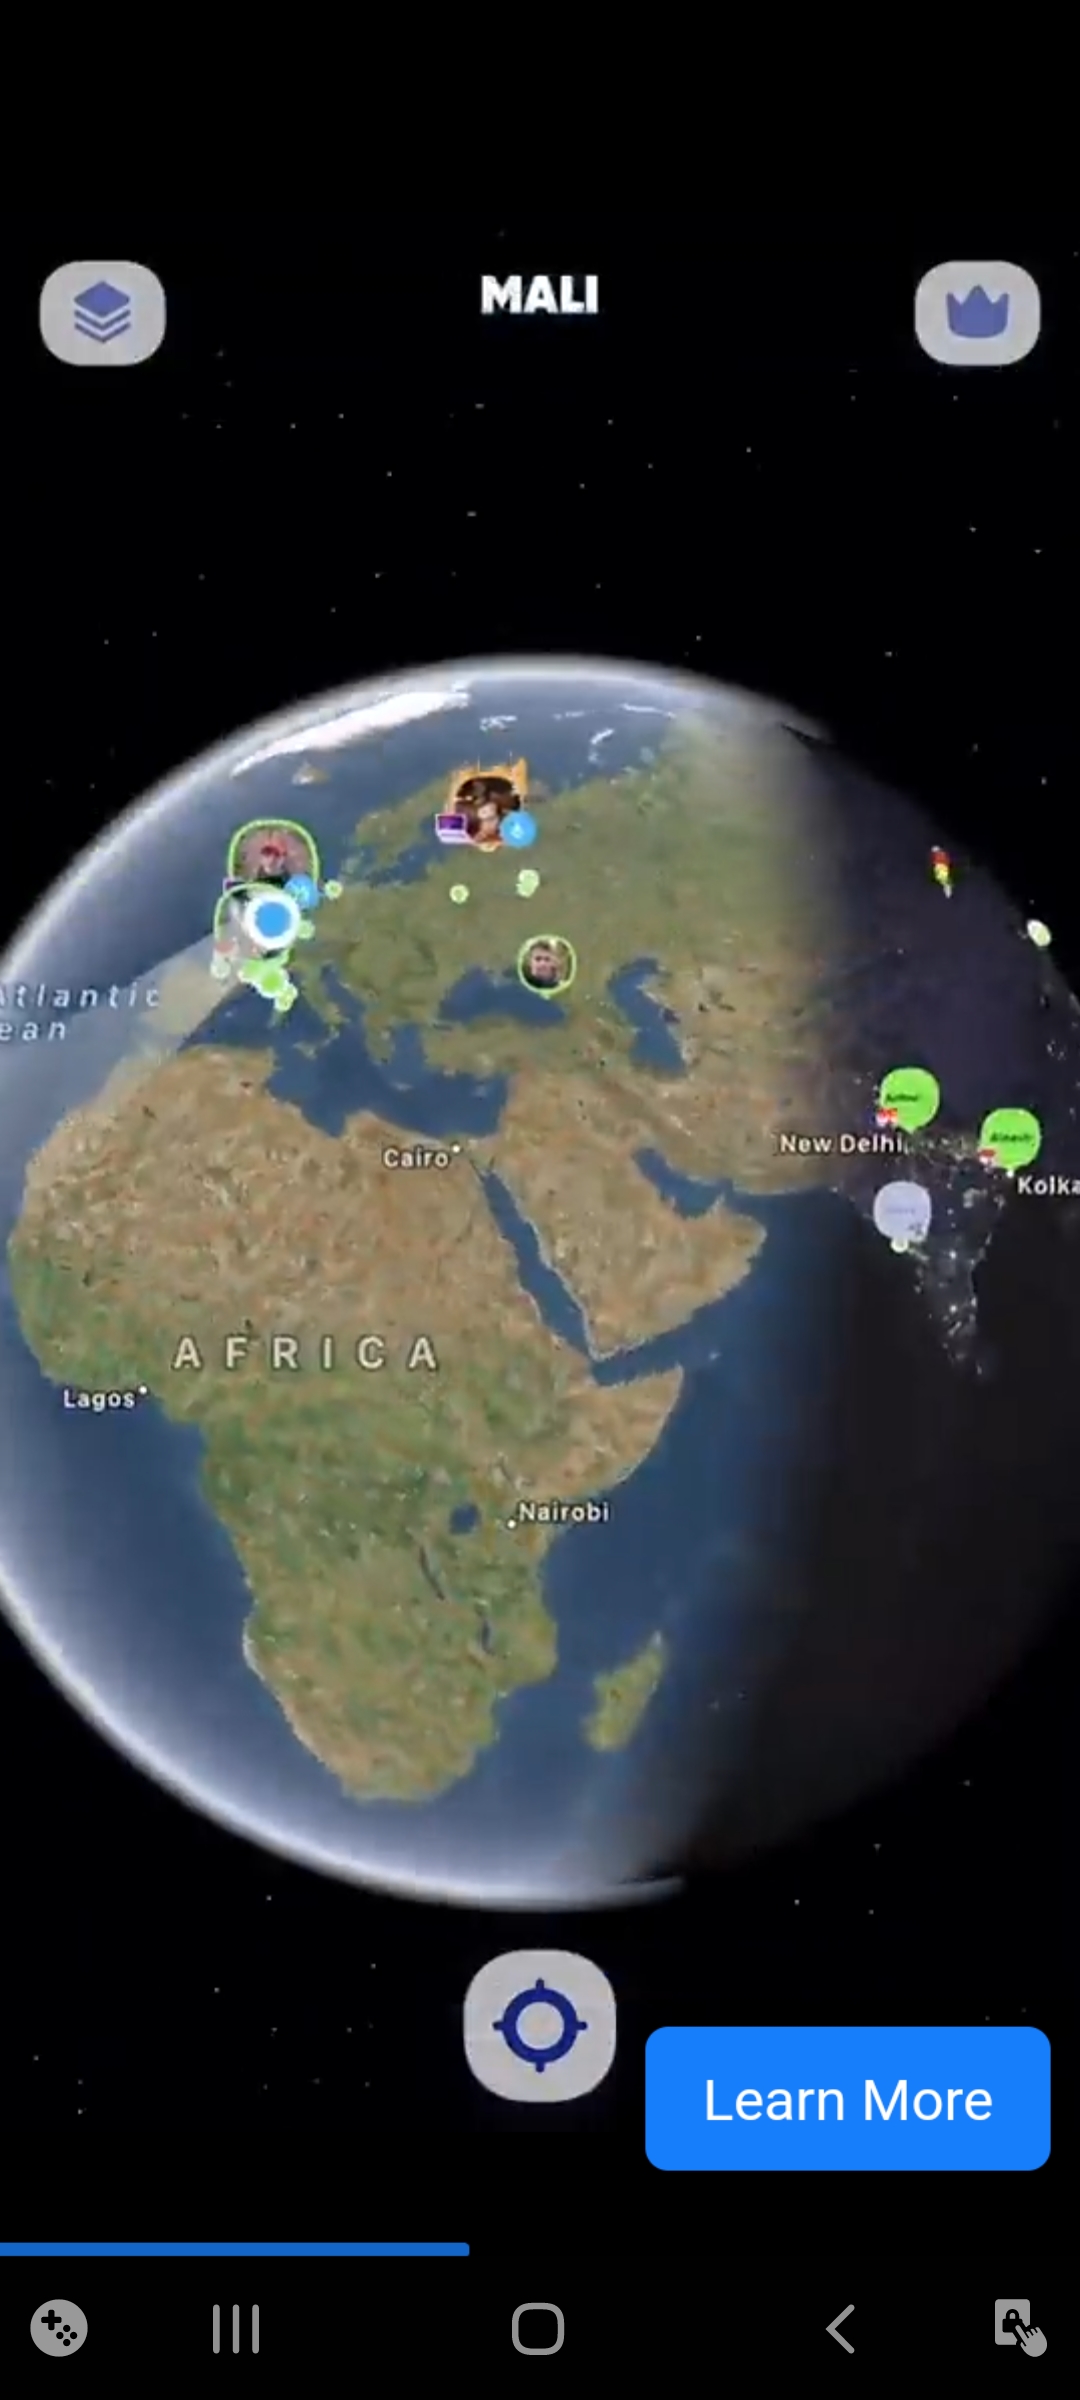 MALI
Atlantic
ean
Cairo
New Delhi
Kolka
AFRICA
Lagos
Nairobi
Learn More